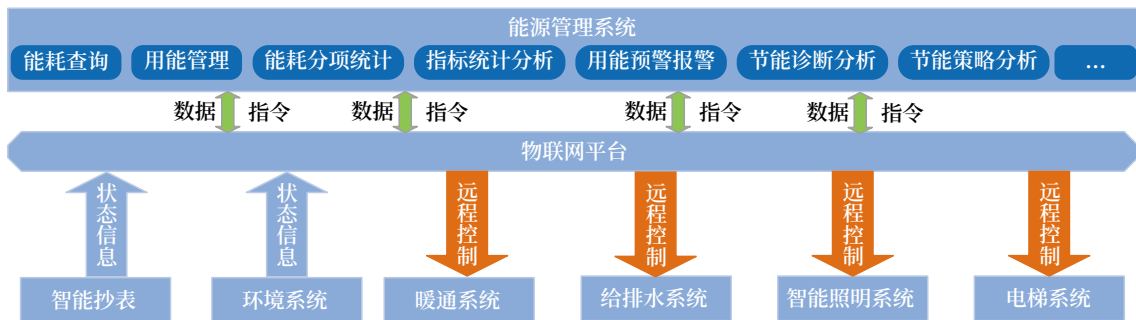 能源管理系统
能耗查询 用能管理 能耗分项统计 指标统计分析 用能预警报警 节能诊断分析 节能策略分析 ...
数据 指令 数据 指令 数据 指令 数据 指令
物联网平台
状态信息 状态信息 远程控制 远程控制 远程控制 远程控制
智能抄表 环境系统 暖通系统 给排水系统 智能照明系统 电梯系统